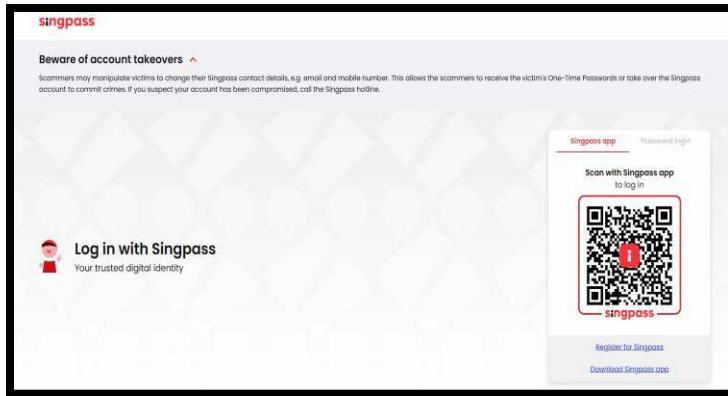 singpass
Beware of account takeovers
Scammers may manipulate victims to change their Singpass contact details, e.g. email and mobile number. This allows the scammers to receive the victim's One-Time Passwords or take over the Singpass
account to commit crimes. If you suspect your account has been compromised, call the Singpass hotline.
Singpass app Password login
Scan with Singpass app
to log in
singpass
Log in with Singpass
Your trusted digital identity
Register for Singpass
Download Singpass app